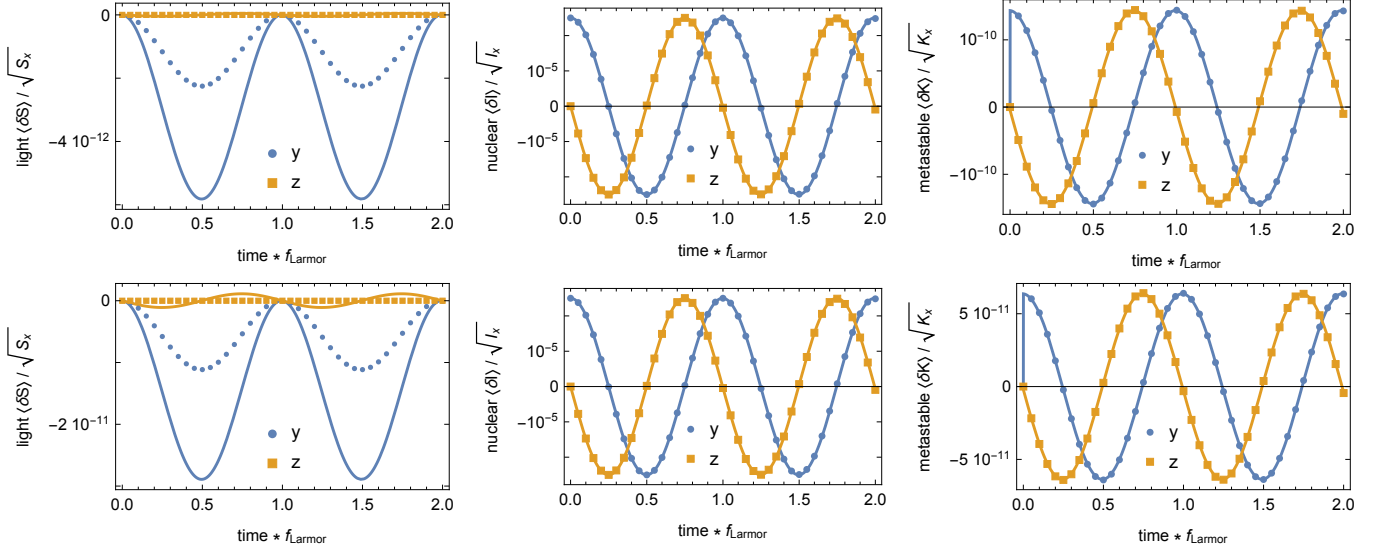 light ⟨δS⟩ / √Sₓ
0
−4 10⁻¹²
y
z
0.0 0.5 1.0 1.5 2.0
time * f_Larmor
nuclear ⟨δI⟩ / √Iₓ
10⁻⁵
0
−10⁻⁵
y
z
0.0 0.5 1.0 1.5 2.0
time * f_Larmor
metastable ⟨δK⟩ / √Kₓ
10⁻¹⁰
0
−10⁻¹⁰
y
z
0.0 0.5 1.0 1.5 2.0
time * f_Larmor
light ⟨δS⟩ / √Sₓ
0
−2 10⁻¹¹
y
z
0.0 0.5 1.0 1.5 2.0
time * f_Larmor
nuclear ⟨δI⟩ / √Iₓ
10⁻⁵
0
−10⁻⁵
y
z
0.0 0.5 1.0 1.5 2.0
time * f_Larmor
metastable ⟨δK⟩ / √Kₓ
5 10⁻¹¹
0
−5 10⁻¹¹
y
z
0.0 0.5 1.0 1.5 2.0
time * f_Larmor